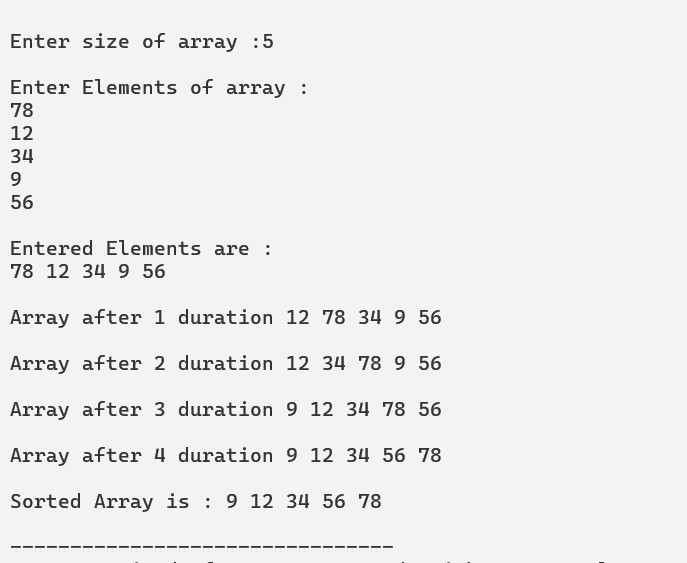 Enter size of array :5
Enter Elements of array :
78
12
34
9
56
Entered Elements are :
78 12 34 9 56
Array after 1 duration 12 78 34 9 56
Array after 2 duration 12 34 78 9 56
Array after 3 duration 9 12 34 78 56
Array after 4 duration 9 12 34 56 78
Sorted Array is : 9 12 34 56 78
--------------------------------